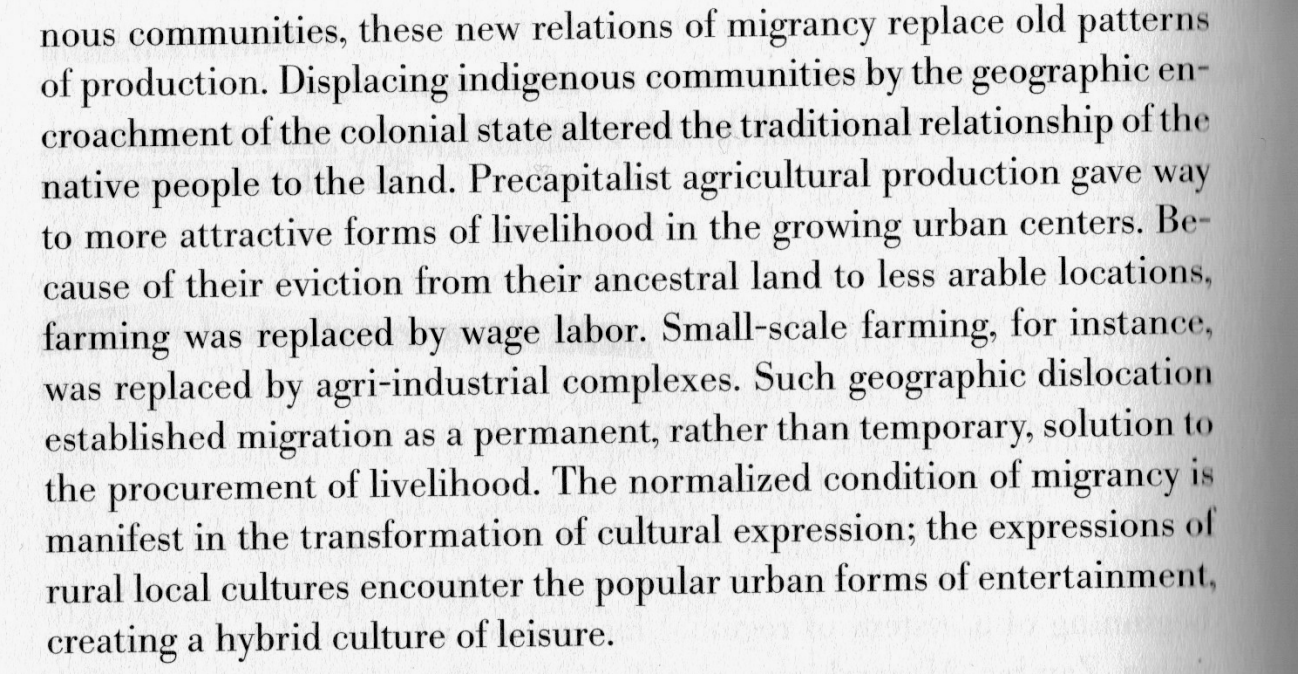 nous communities, these new relations of migrancy replace old patterns
of production. Displacing indigenous communities by the geographic en-
croachment of the colonial state altered the traditional relationship of the
native people to the land. Precapitalist agricultural production gave way
to more attractive forms of livelihood in the growing urban centers. Be-
cause of their eviction from their ancestral land to less arable locations,
farming was replaced by wage labor. Small-scale farming, for instance,
was replaced by agri-industrial complexes. Such geographic dislocation
established migration as a permanent, rather than temporary, solution to
the procurement of livelihood. The normalized condition of migrancy is
manifest in the transformation of cultural expression; the expressions of
rural local cultures encounter the popular urban forms of entertainment,
creating a hybrid culture of leisure.